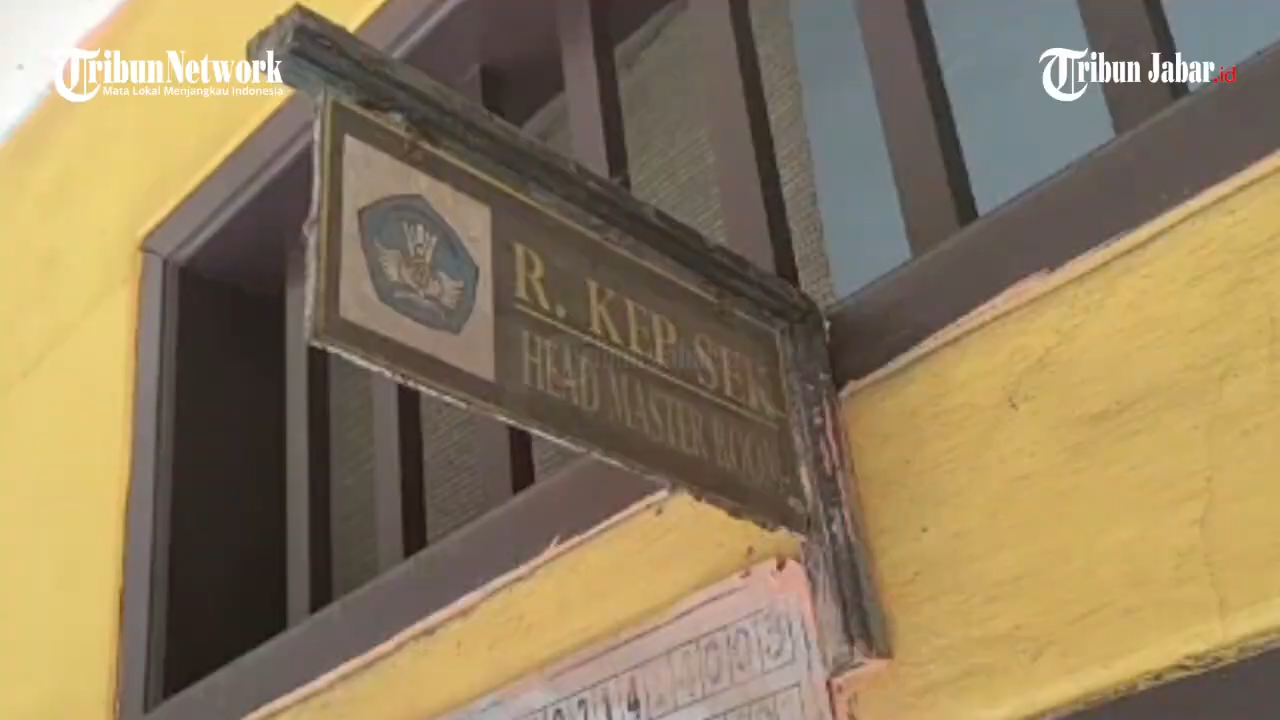 TribunNetwork
Mata Lokal Menjangkau Indonesia
Tribun Jabar.id
R. KEP SEK
HEAD MASTER ROOM